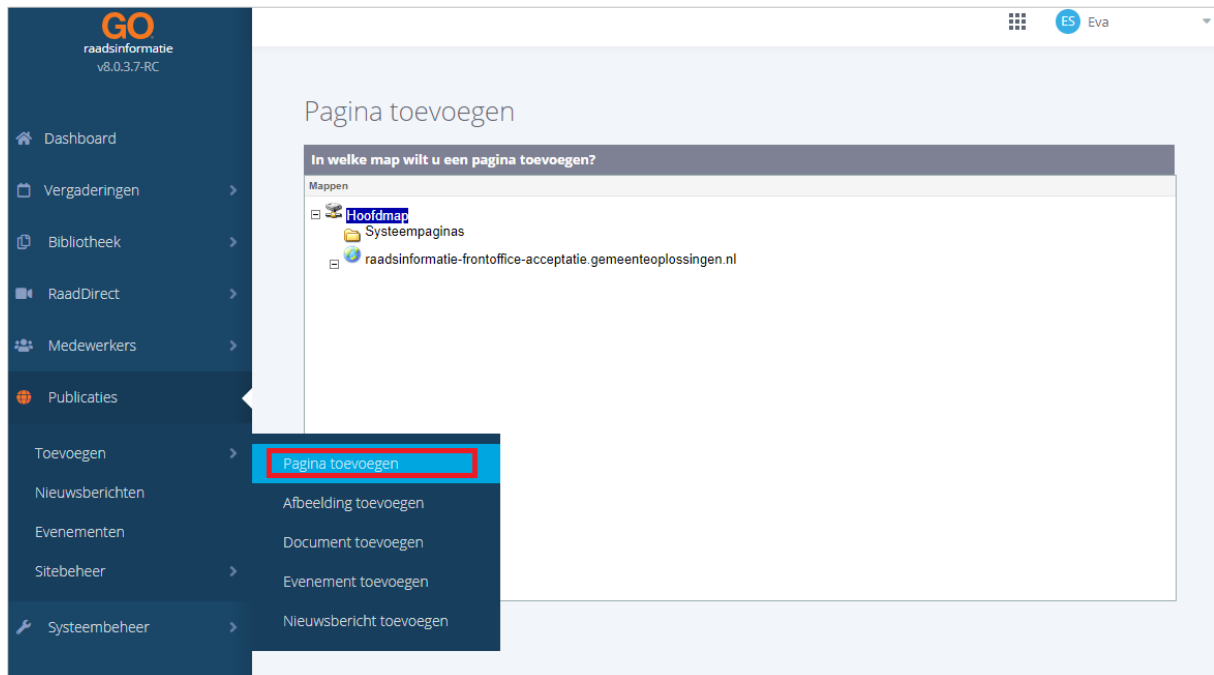 GO
raadsinformatie
v8.0.3.7-RC
ES Eva
Dashboard
Vergaderingen
Bibliotheek
RaadDirect
Medewerkers
Publicaties
Toevoegen
Nieuwsberichten
Evenementen
Sitebeheer
Systeembeheer
Pagina toevoegen
In welke map wilt u een pagina toevoegen?
Mappen
Hoofdmap
Systeempaginas
raadsinformatie-frontoffice-acceptatie.gemeenteoplossingen.nl
Pagina toevoegen
Afbeelding toevoegen
Document toevoegen
Evenement toevoegen
Nieuwsbericht toevoegen